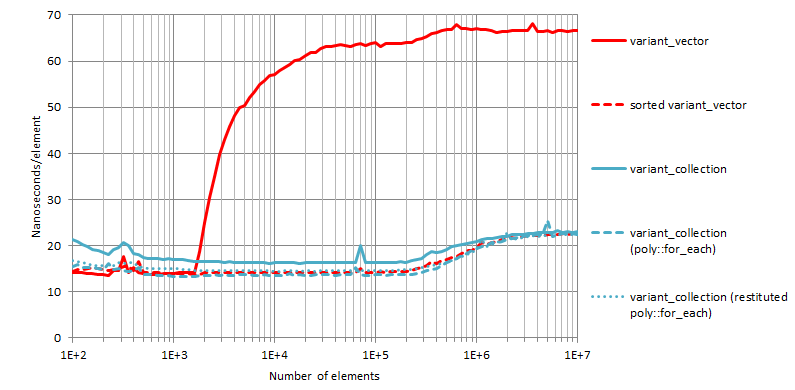 70
60
50
40
30
20
10
0
Nanoseconds/element
1E+2
1E+3
1E+4
1E+5
1E+6
1E+7
Number of elements
variant_vector
sorted variant_vector
variant_collection
variant_collection
(poly::for_each)
variant_collection (restituted
poly::for_each)